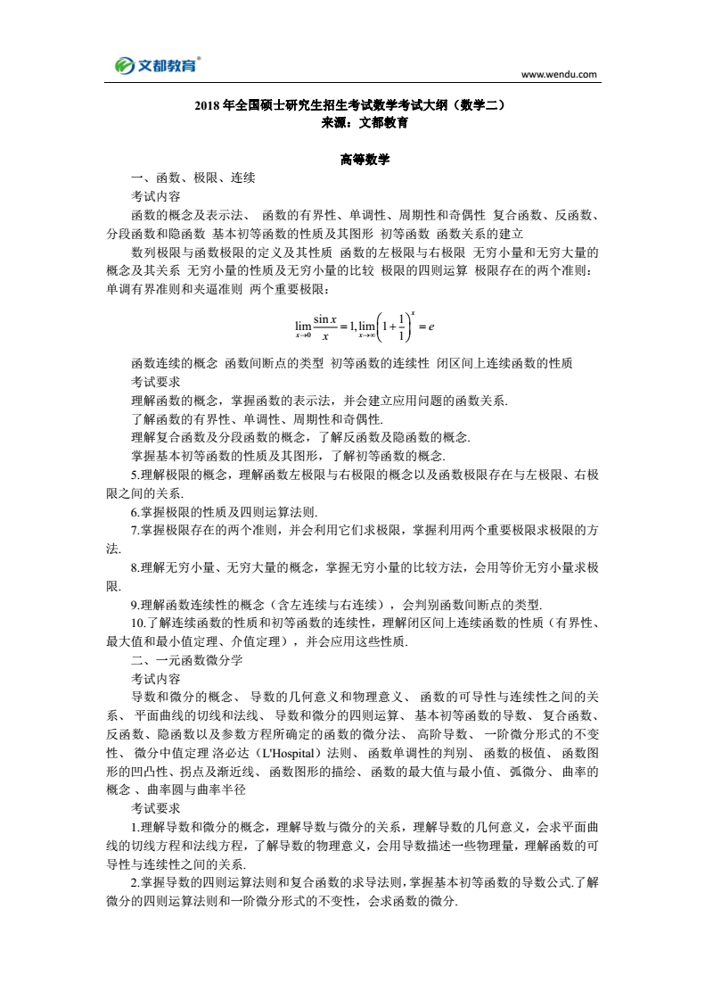 文都教育®
www.wendu.com
2018 年全国硕士研究生招生考试数学考试大纲（数学二）
来源：文都教育
高等数学
一、函数、极限、连续
考试内容
函数的概念及表示法、 函数的有界性、单调性、周期性和奇偶性 复合函数、反函数、
分段函数和隐函数 基本初等函数的性质及其图形 初等函数 函数关系的建立
数列极限与函数极限的定义及其性质 函数的左极限与右极限 无穷小量和无穷大量的
概念及其关系 无穷小量的性质及无穷小量的比较 极限的四则运算 极限存在的两个准则：
单调有界准则和夹逼准则 两个重要极限：
lim_{x→0} sin x / x = 1, lim_{x→∞} (1 + 1/1)^x = e
函数连续的概念 函数间断点的类型 初等函数的连续性 闭区间上连续函数的性质
考试要求
理解函数的概念，掌握函数的表示法，并会建立应用问题的函数关系.
了解函数的有界性、单调性、周期性和奇偶性.
理解复合函数及分段函数的概念，了解反函数及隐函数的概念.
掌握基本初等函数的性质及其图形，了解初等函数的概念.
5.理解极限的概念，理解函数左极限与右极限的概念以及函数极限存在与左极限、右极
限之间的关系.
6.掌握极限的性质及四则运算法则.
7.掌握极限存在的两个准则，并会利用它们求极限，掌握利用两个重要极限求极限的方
法.
8.理解无穷小量、无穷大量的概念，掌握无穷小量的比较方法，会用等价无穷小量求极
限.
9.理解函数连续性的概念（含左连续与右连续），会判别函数间断点的类型.
10.了解连续函数的性质和初等函数的连续性，理解闭区间上连续函数的性质（有界性、
最大值和最小值定理、介值定理），并会应用这些性质.
二、一元函数微分学
考试内容
导数和微分的概念、 导数的几何意义和物理意义、 函数的可导性与连续性之间的关
系、 平面曲线的切线和法线、 导数和微分的四则运算、 基本初等函数的导数、 复合函数、
反函数、隐函数以及参数方程所确定的函数的微分法、 高阶导数、 一阶微分形式的不变
性、 微分中值定理 洛必达（L'Hospital）法则、 函数单调性的判别、 函数的极值、 函数图
形的凹凸性、拐点及渐近线、 函数图形的描绘、 函数的最大值与最小值、 弧微分、 曲率的
概念 、曲率圆与曲率半径
考试要求
1.理解导数和微分的概念，理解导数与微分的关系，理解导数的几何意义，会求平面曲
线的切线方程和法线方程，了解导数的物理意义，会用导数描述一些物理量，理解函数的可
导性与连续性之间的关系.
2.掌握导数的四则运算法则和复合函数的求导法则，掌握基本初等函数的导数公式.了解
微分的四则运算法则和一阶微分形式的不变性，会求函数的微分.